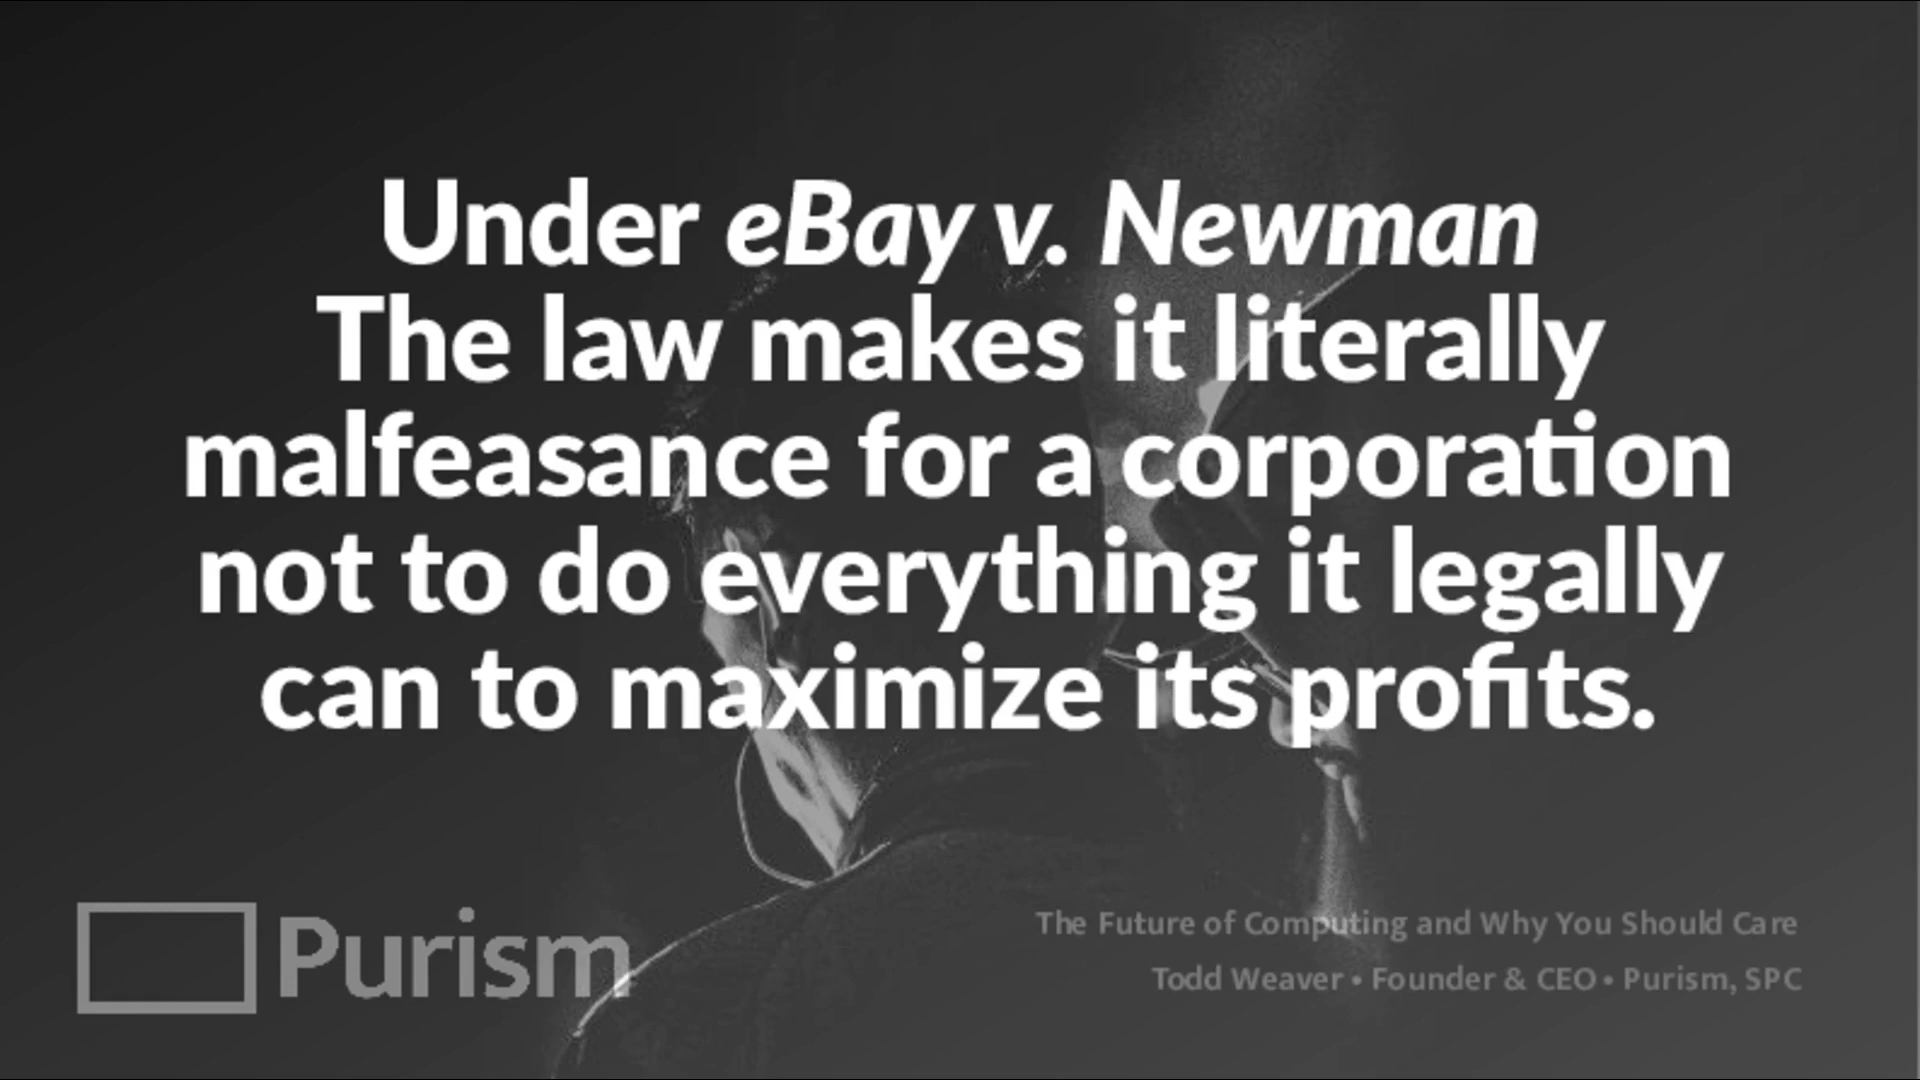 Under eBay v. Newman
The law makes it literally
malfeasance for a corporation
not to do everything it legally
can to maximize its profits.
Purism
The Future of Computing and Why You Should Care
Todd Weaver • Founder & CEO • Purism, SPC